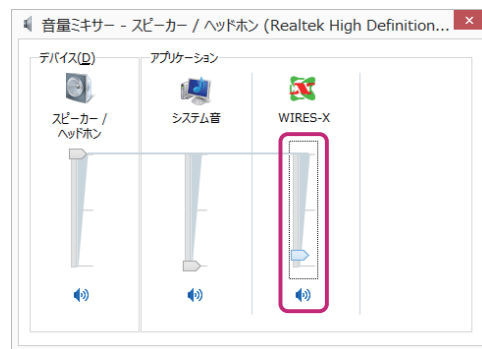 音量ミキサー - スピーカー / ヘッドホン (Realtek High Definition...
デバイス(D)
アプリケーション
スピーカー /
ヘッドホン
システム音
WIRES-X